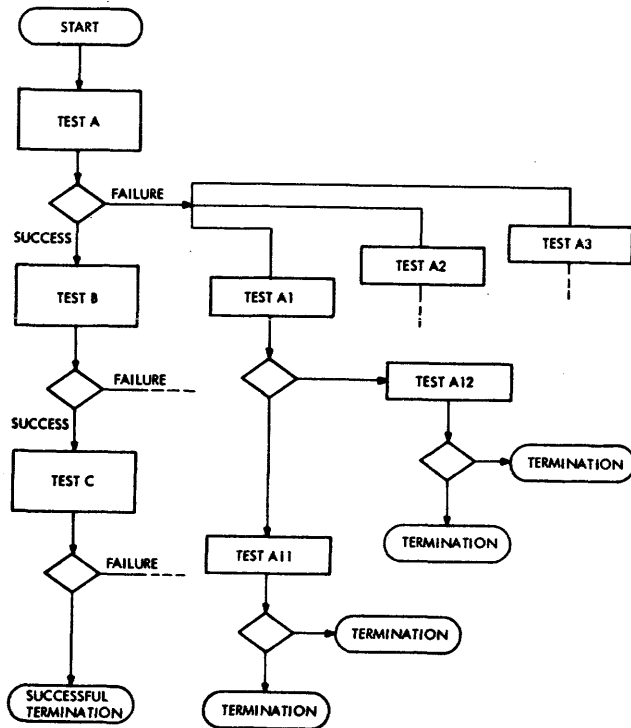 START
TEST A
FAILURE
SUCCESS
TEST A3
TEST A2
TEST B
TEST A1
FAILURE
TEST A12
SUCCESS
TEST C
TERMINATION
TERMINATION
TEST A11
FAILURE
TERMINATION
SUCCESSFUL
TERMINATION
TERMINATION